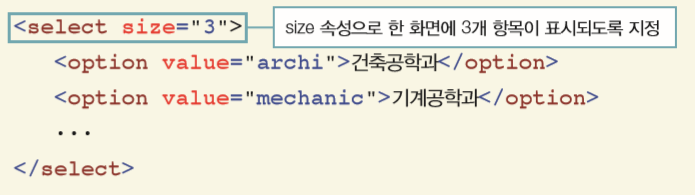 <select size="3"> size 속성으로 한 화면에 3개 항목이 표시되도록 지정
<option value="archi">건축공학과</option>
<option value="mechanic">기계공학과</option>
...
</select>